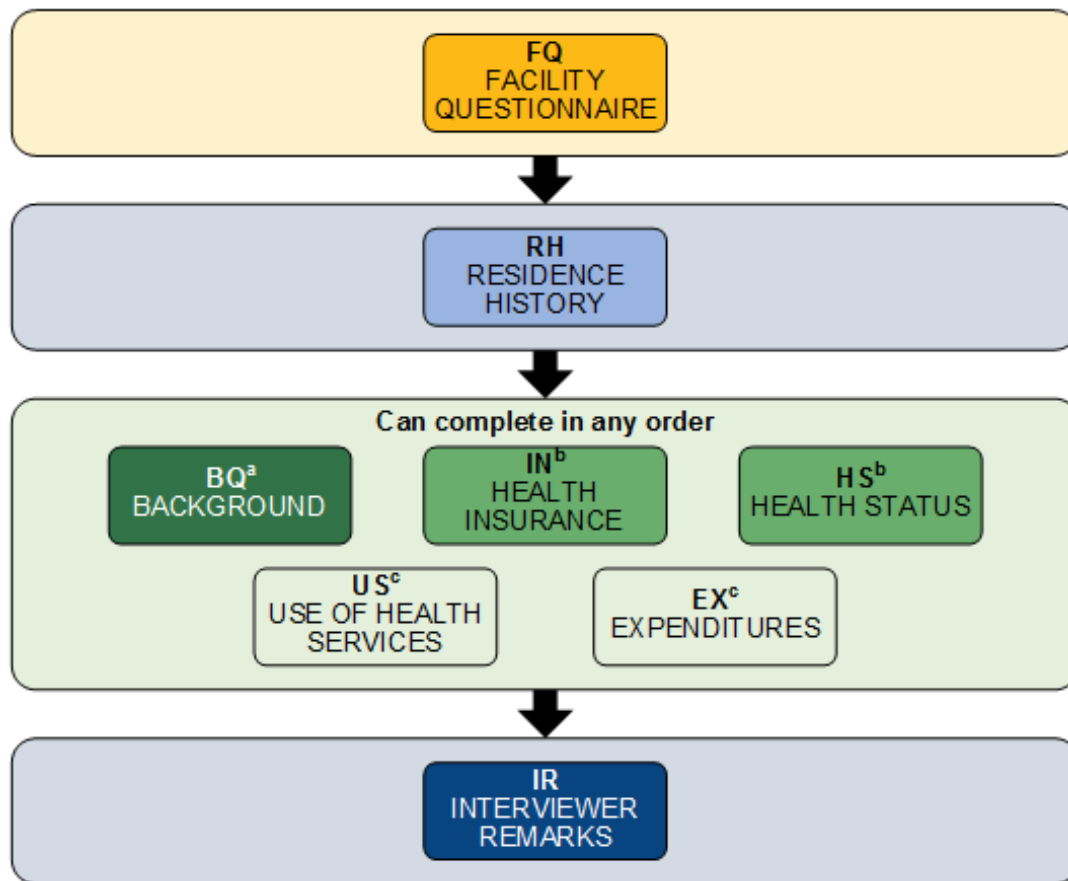 FQ
FACILITY
QUESTIONNAIRE
RH
RESIDENCE
HISTORY
Can complete in any order
BQᵃ
BACKGROUND
INᵇ
HEALTH
INSURANCE
HSᵇ
HEALTH STATUS
USᶜ
USE OF HEALTH
SERVICES
EXᶜ
EXPENDITURES
IR
INTERVIEWER
REMARKS